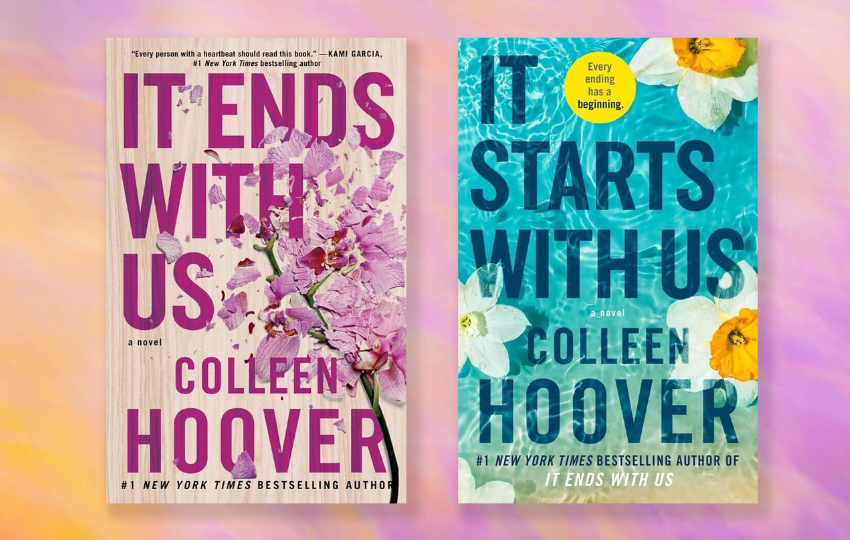 "Every person with a heartbeat should read this book." —KAMI GARCIA,
#1 New York Times bestselling author
IT ENDS
WITH
US
a novel
COLLEEN
HOOVER
#1 NEW YORK TIMES BESTSELLING AUTHOR
IT
Every
ending
has a
beginning.
STARTS
WITH US
a novel
COLLEEN
HOOVER
#1 NEW YORK TIMES BESTSELLING AUTHOR OF
IT ENDS WITH US